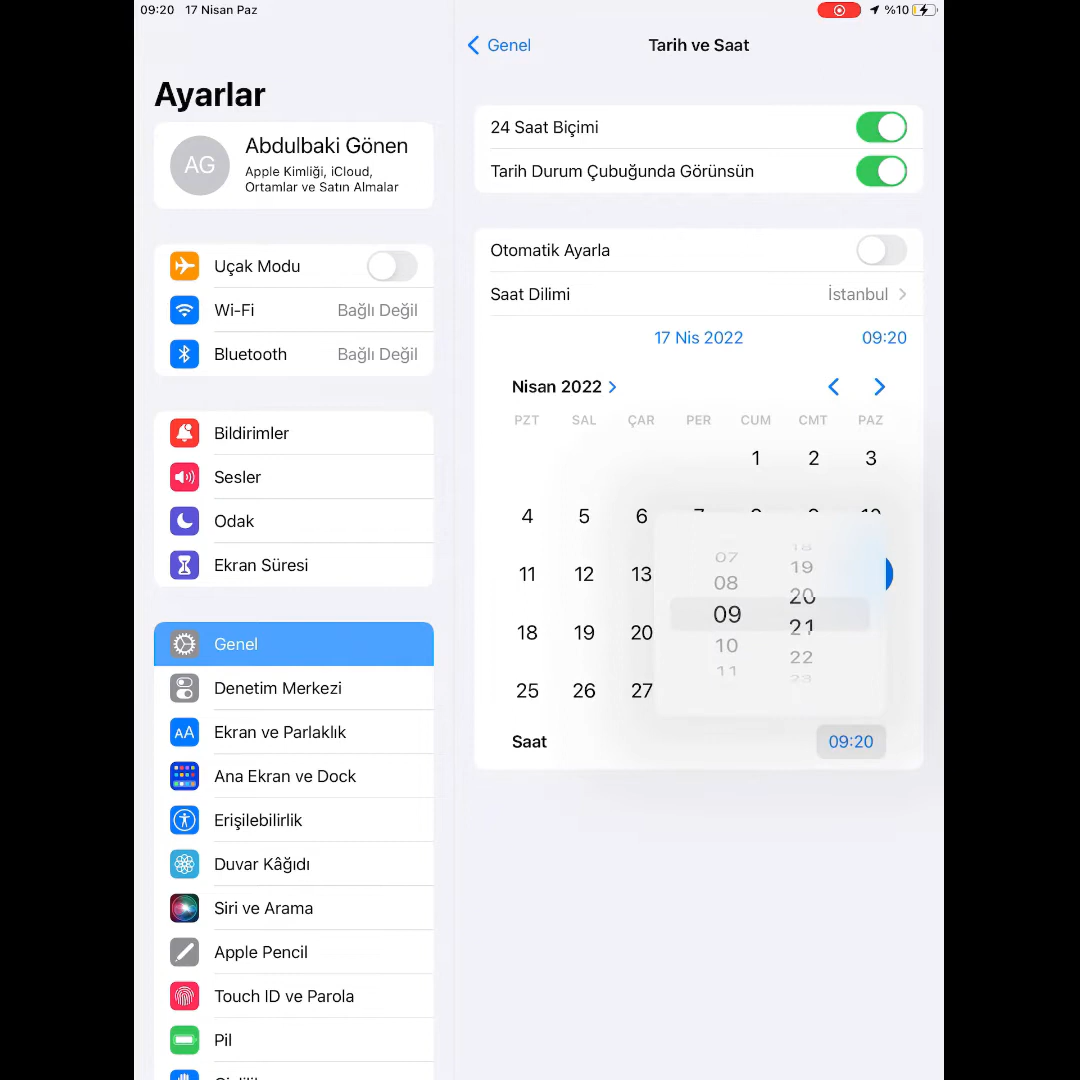 09:20 17 Nisan Paz
%10
Ayarlar
AG
Abdulbaki Gönen
Apple Kimliği, iCloud,
Ortamlar ve Satın Almalar
Uçak Modu
Wi-Fi Bağlı Değil
Bluetooth Bağlı Değil
Bildirimler
Sesler
Odak
Ekran Süresi
Genel
Denetim Merkezi
AA Ekran ve Parlaklık
Ana Ekran ve Dock
Erişilebilirlik
Duvar Kâğıdı
Siri ve Arama
Apple Pencil
Touch ID ve Parola
Pil
Genel
Tarih ve Saat
24 Saat Biçimi
Tarih Durum Çubuğunda Görünsün
Otomatik Ayarla
Saat Dilimi İstanbul
17 Nis 2022 09:20
Nisan 2022
PZT SAL ÇAR PER CUM CMT PAZ
1 2 3
4 5 6
11 12 13
18 19 20
25 26 27
07 18
08 19
09 20
21
10 22
11 23
Saat 09:20